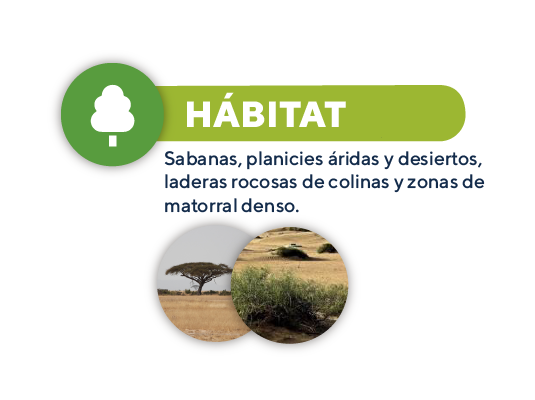 HÁBITAT
Sabanas, planicies áridas y desiertos,
laderas rocosas de colinas y zonas de
matorral denso.